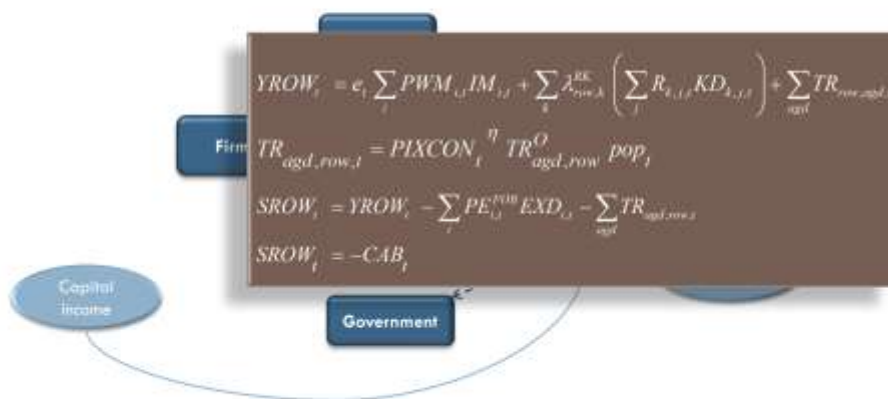 YROW_t = e_t ∑_i PWM_{i,t} IM_{i,t} + ∑_k λ^{RK}_{row,k} ( ∑_j R_{k,j,t} KD_{k,j,t} ) + ∑_{agd} TR_{row,agd,t}
Firm
TR_{agd,row,t} = PIXCON_t^η TR^O_{agd,row} pop_t
SROW_t = YROW_t − ∑_i PE^{FOB}_{i,t} EXD_{i,t} − ∑_{agd} TR_{agd,row,t}
SROW_t = −CAB_t
Capital
income
Government